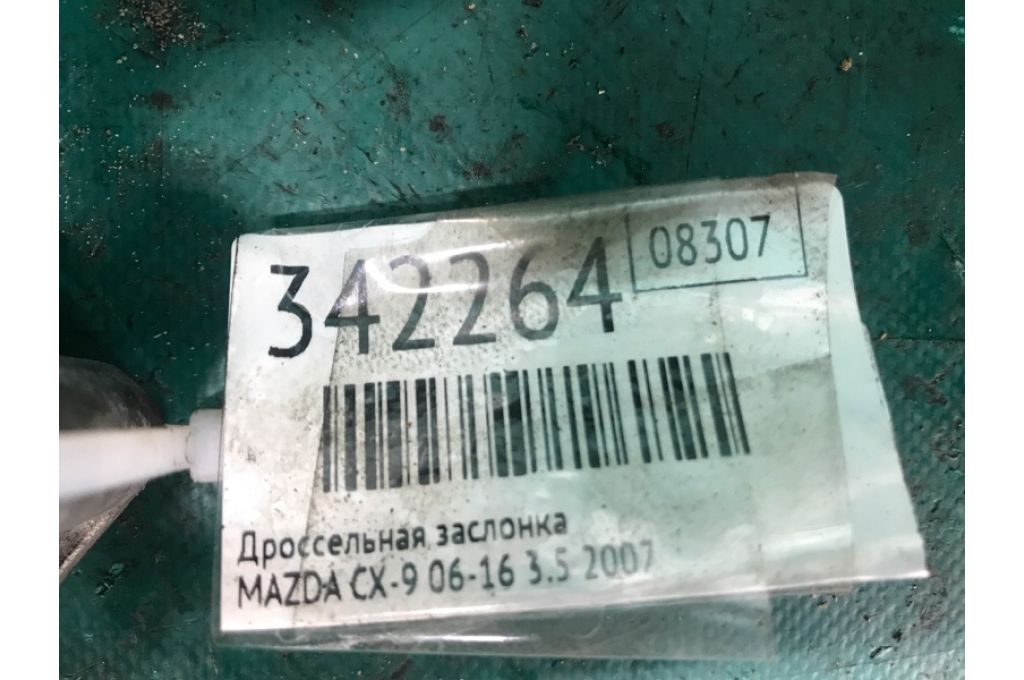 342264
08307
Дроссельная заслонка
MAZDA CX-9 06-16 3.5 2007